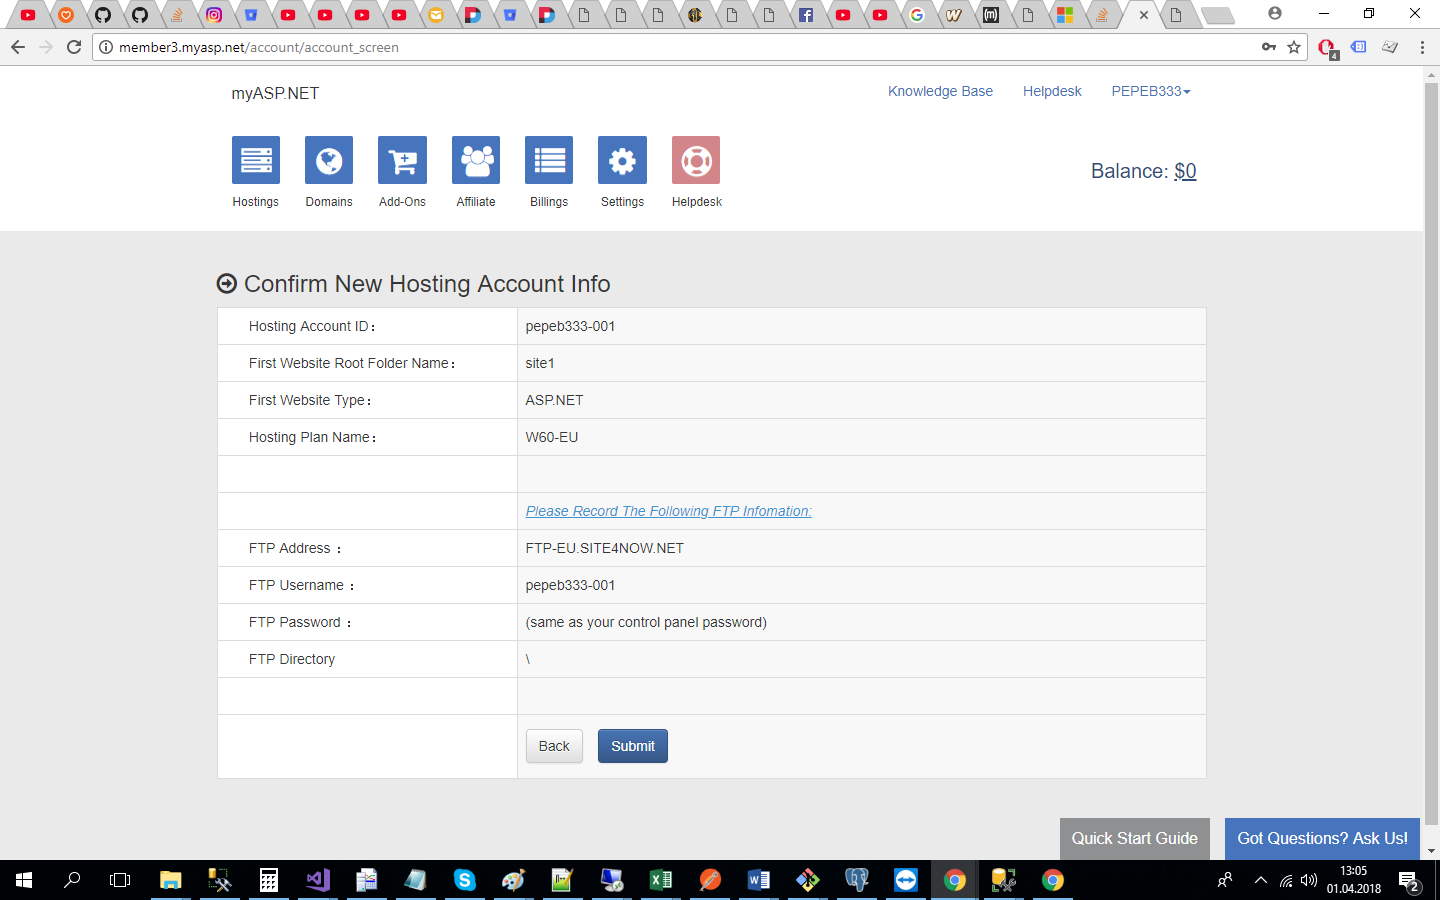 member3.myasp.net/account/account_screen
4
myASP.NET
Knowledge Base
Helpdesk
PEPEB333
Hostings
Domains
Add-Ons
Affiliate
Billings
Settings
Helpdesk
Balance: $0
Confirm New Hosting Account Info
Hosting Account ID: pepeb333-001
First Website Root Folder Name: site1
First Website Type: ASP.NET
Hosting Plan Name: W60-EU
Please Record The Following FTP Infomation:
FTP Address : FTP-EU.SITE4NOW.NET
FTP Username : pepeb333-001
FTP Password : (same as your control panel password)
FTP Directory \
Back
Submit
Quick Start Guide
Got Questions? Ask Us!
13:05
01.04.2018
2